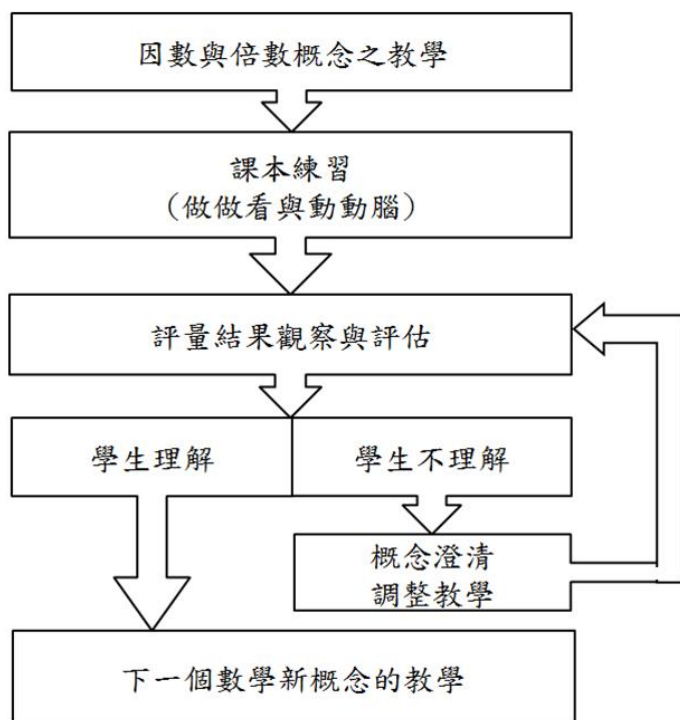 因數與倍數概念之教學
課本練習
（做做看與動動腦）
評量結果觀察與評估
學生理解
學生不理解
概念澄清
調整教學
下一個數學新概念的教學